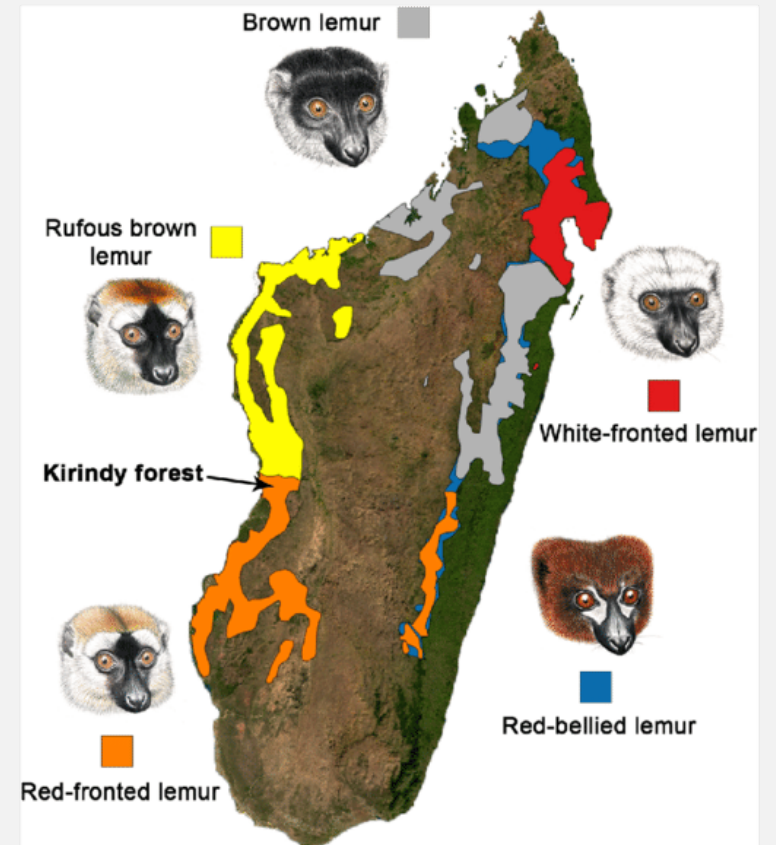 Brown lemur
Rufous brown
lemur
White-fronted lemur
Kirindy forest
Red-bellied lemur
Red-fronted lemur